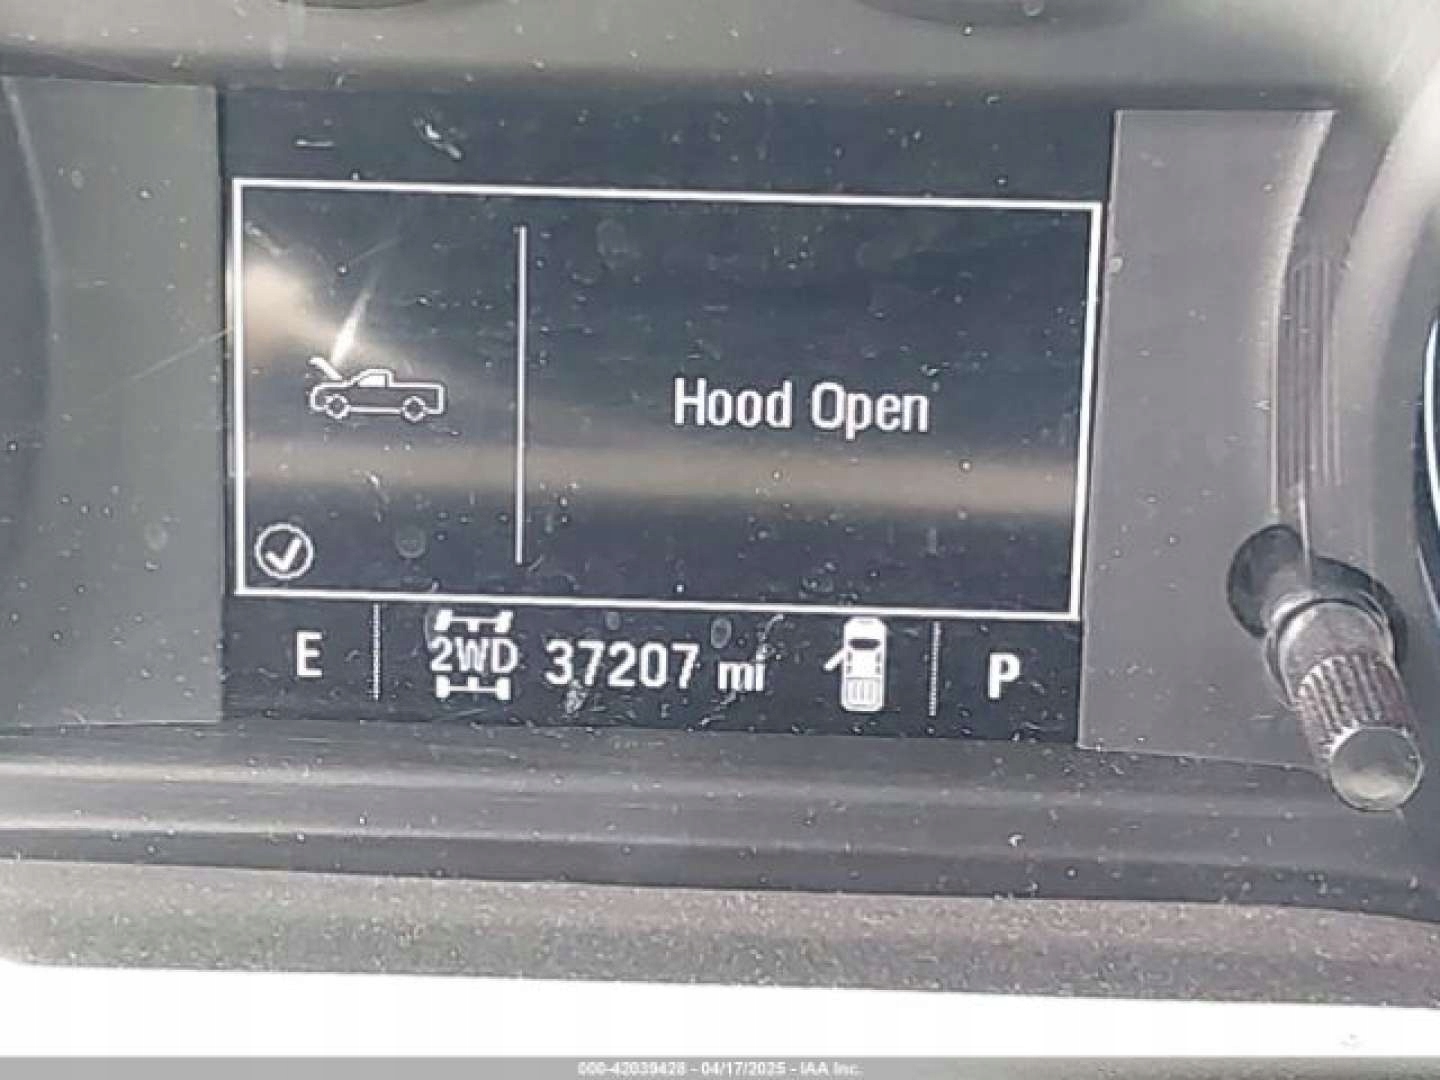 Hood Open
E 2WD 37207 mi P
000-42039428 - 04/17/2025 - IAA Inc.